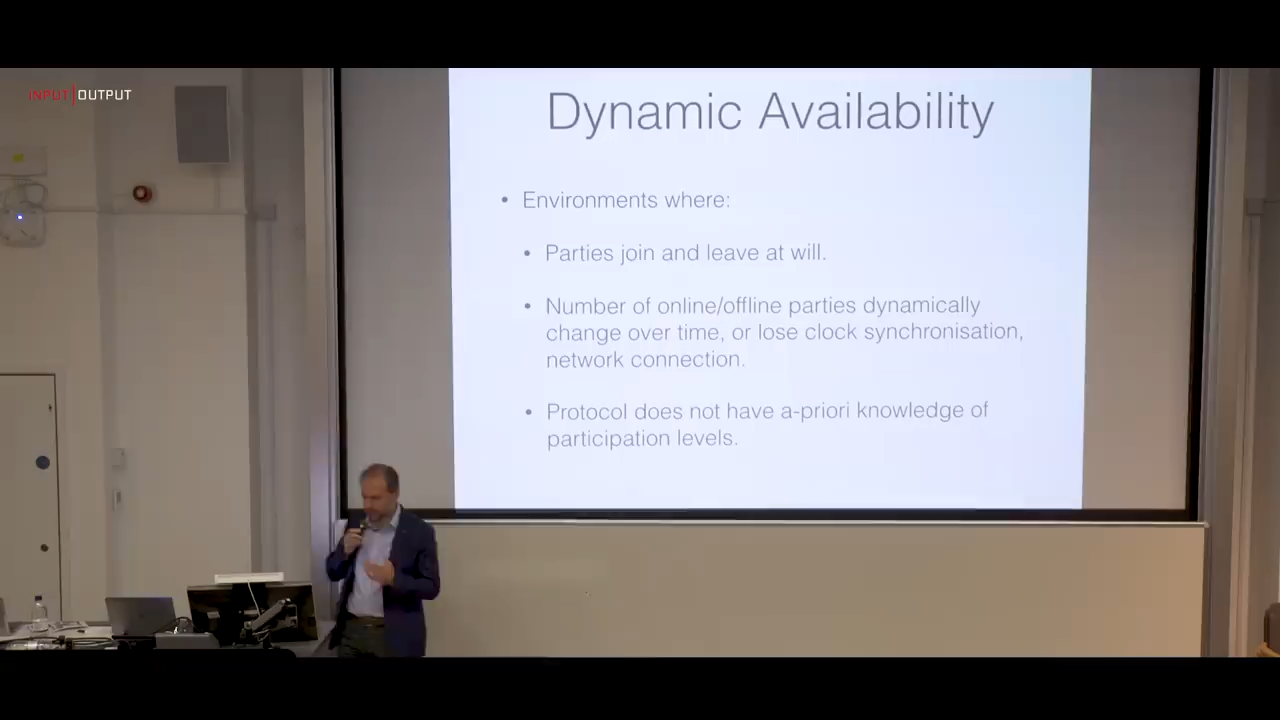 INPUT | OUTPUT
Dynamic Availability
• Environments where:
• Parties join and leave at will.
• Number of online/offline parties dynamically
change over time, or lose clock synchronisation,
network connection.
• Protocol does not have a-priori knowledge of
participation levels.